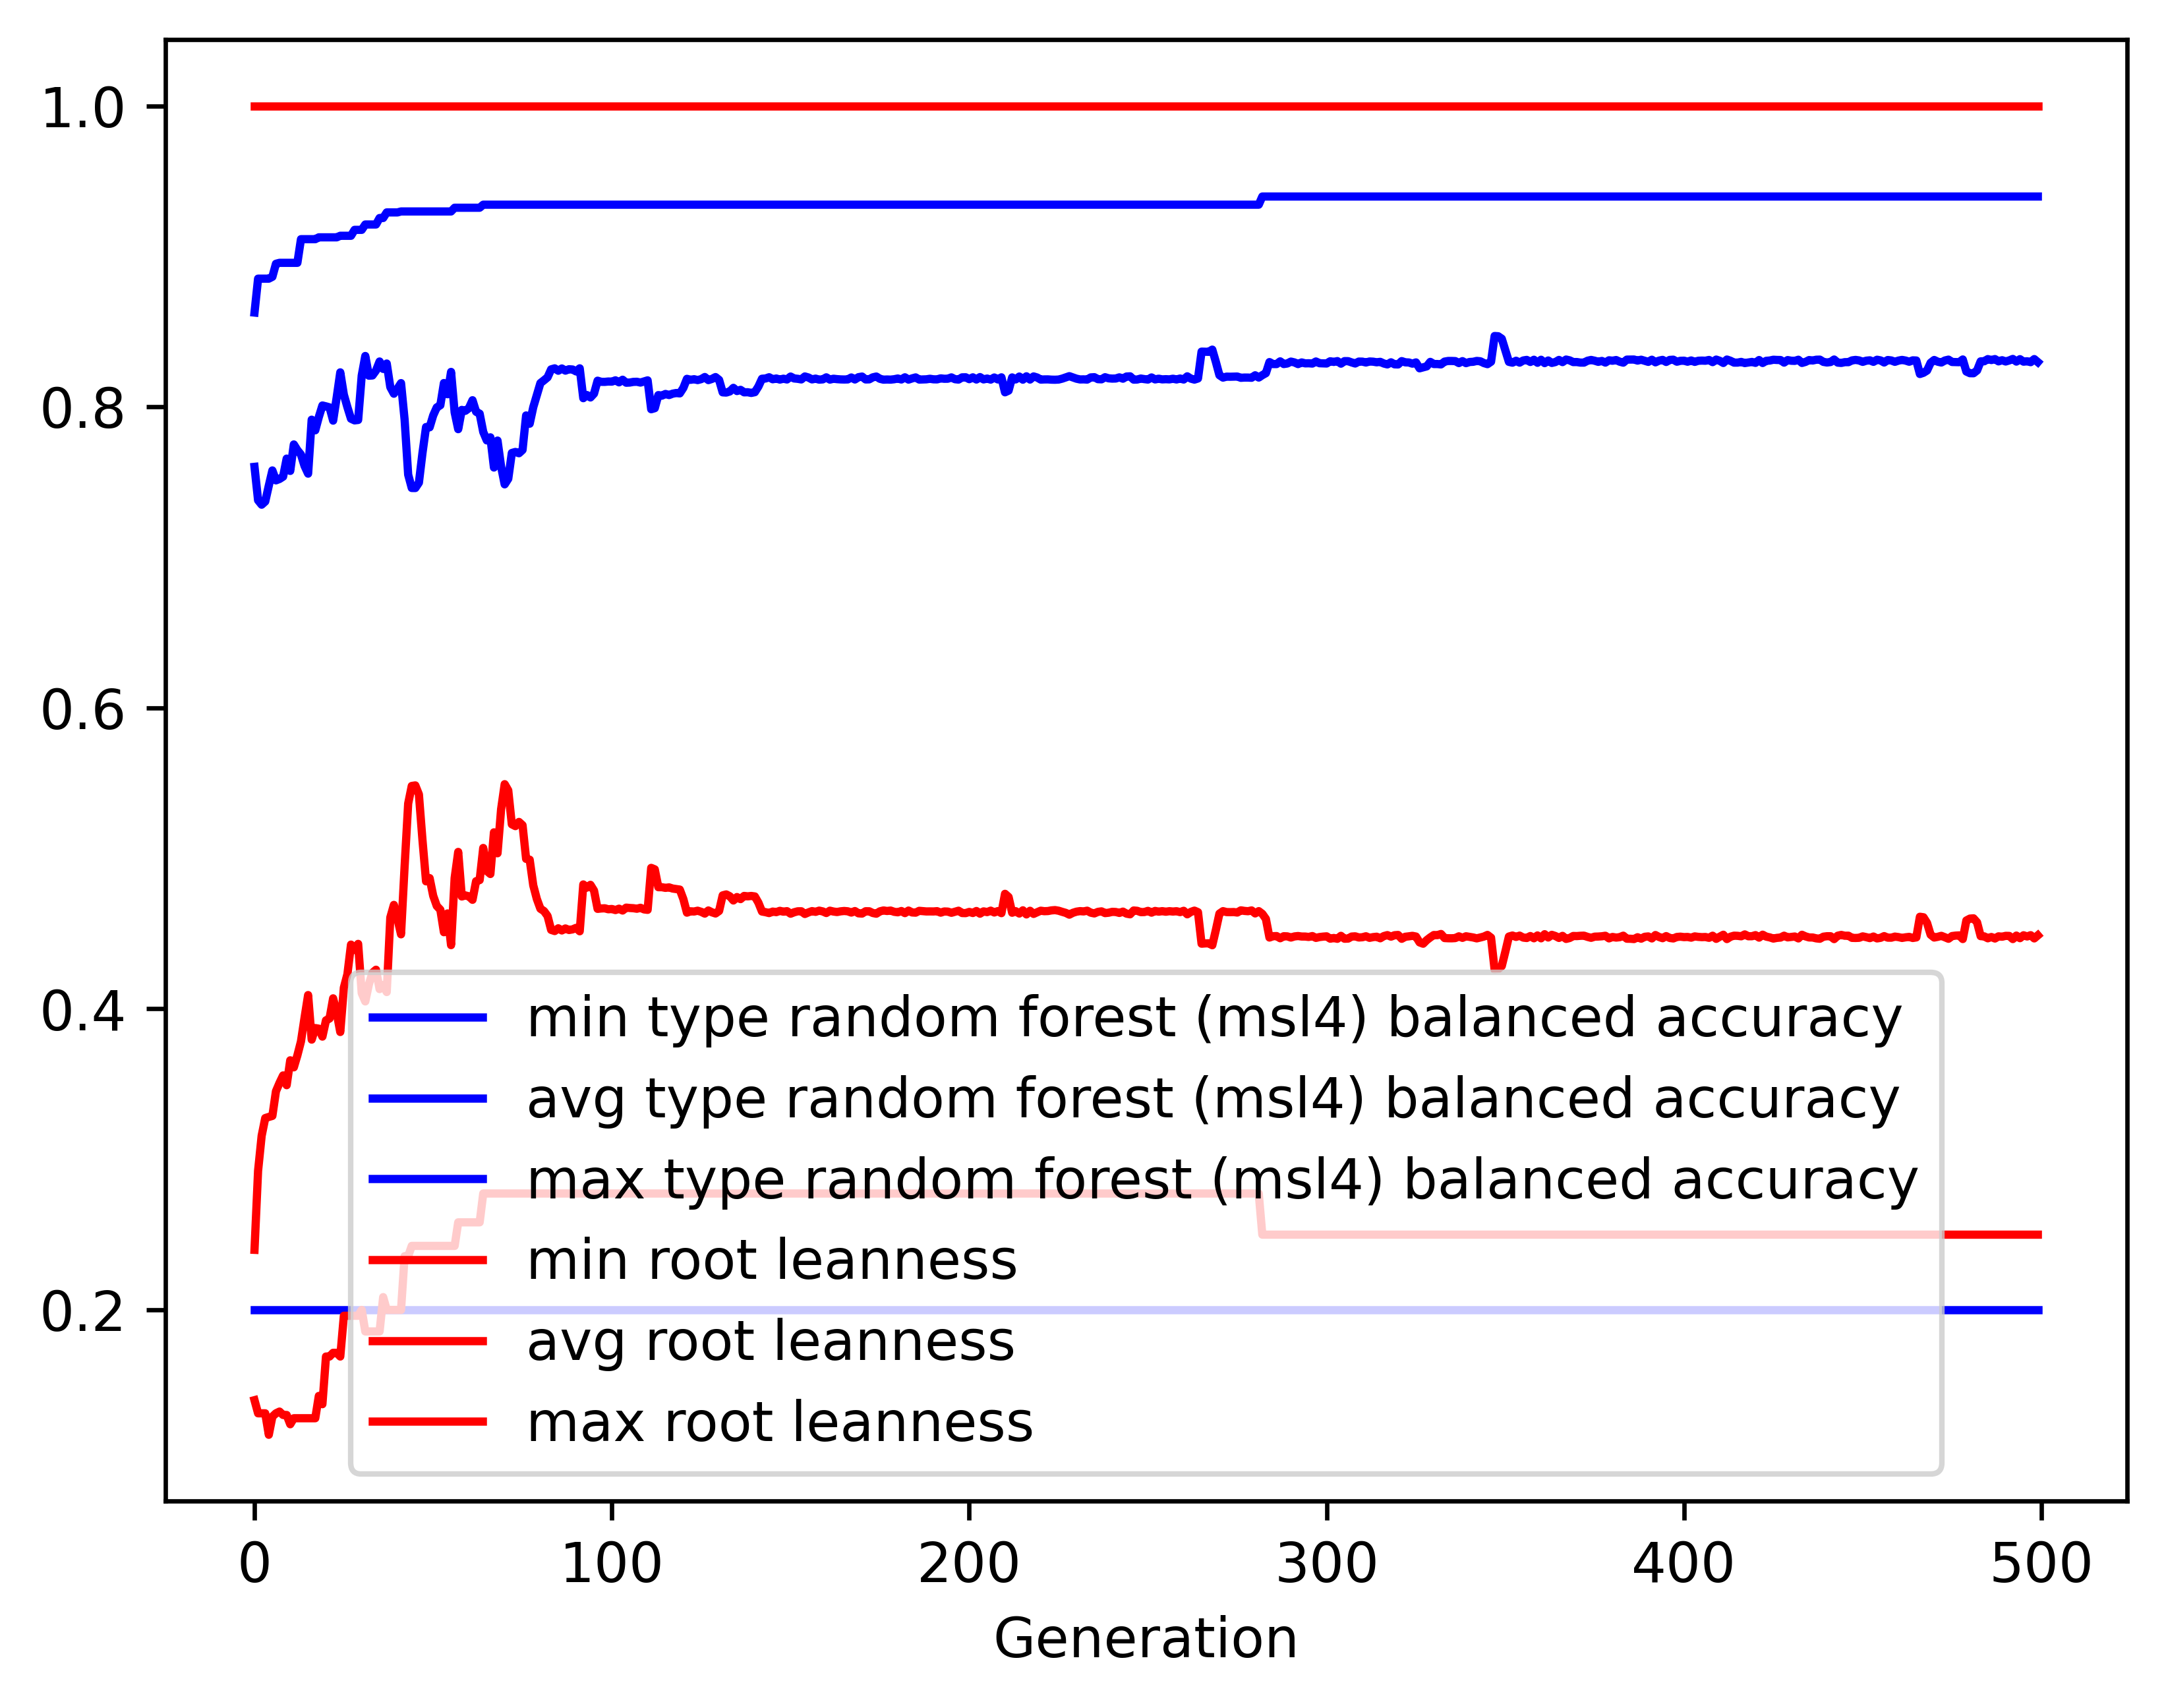 1.0
0.8
0.6
0.4
0.2
min type random forest (msl4) balanced accuracy
avg type random forest (msl4) balanced accuracy
max type random forest (msl4) balanced accuracy
min root leanness
avg root leanness
max root leanness
0 100 200 300 400 500
Generation